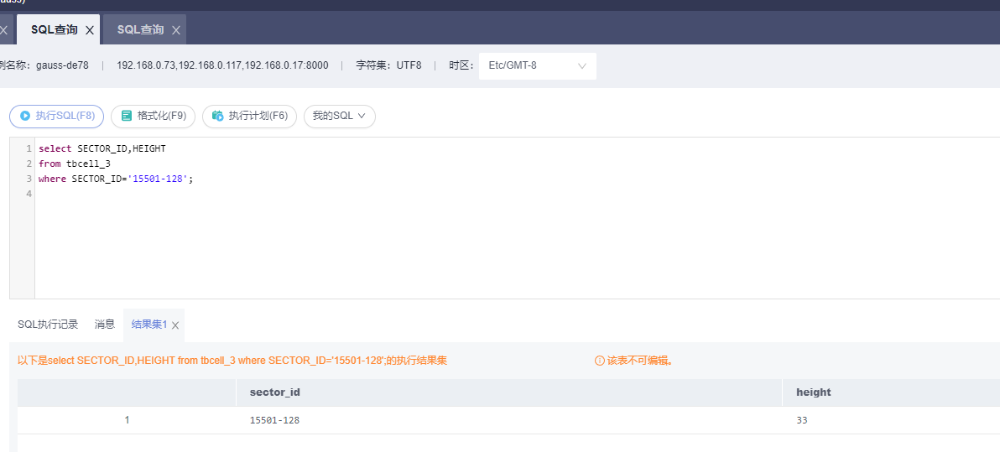 SQL查询 SQL查询
gauss-de78 | 192.168.0.73,192.168.0.117,192.168.0.17:8000 | 字符集：UTF8 | 时区： Etc/GMT-8
执行SQL(F8) 格式化(F9) 执行计划(F6) 我的SQL
1 select SECTOR_ID,HEIGHT
2 from tbcell_3
3 where SECTOR_ID='15501-128';
4
SQL执行记录 消息 结果集1
以下是select SECTOR_ID,HEIGHT from tbcell_3 where SECTOR_ID='15501-128';的执行结果集 该表不可编辑。
sector_id height
1 15501-128 33